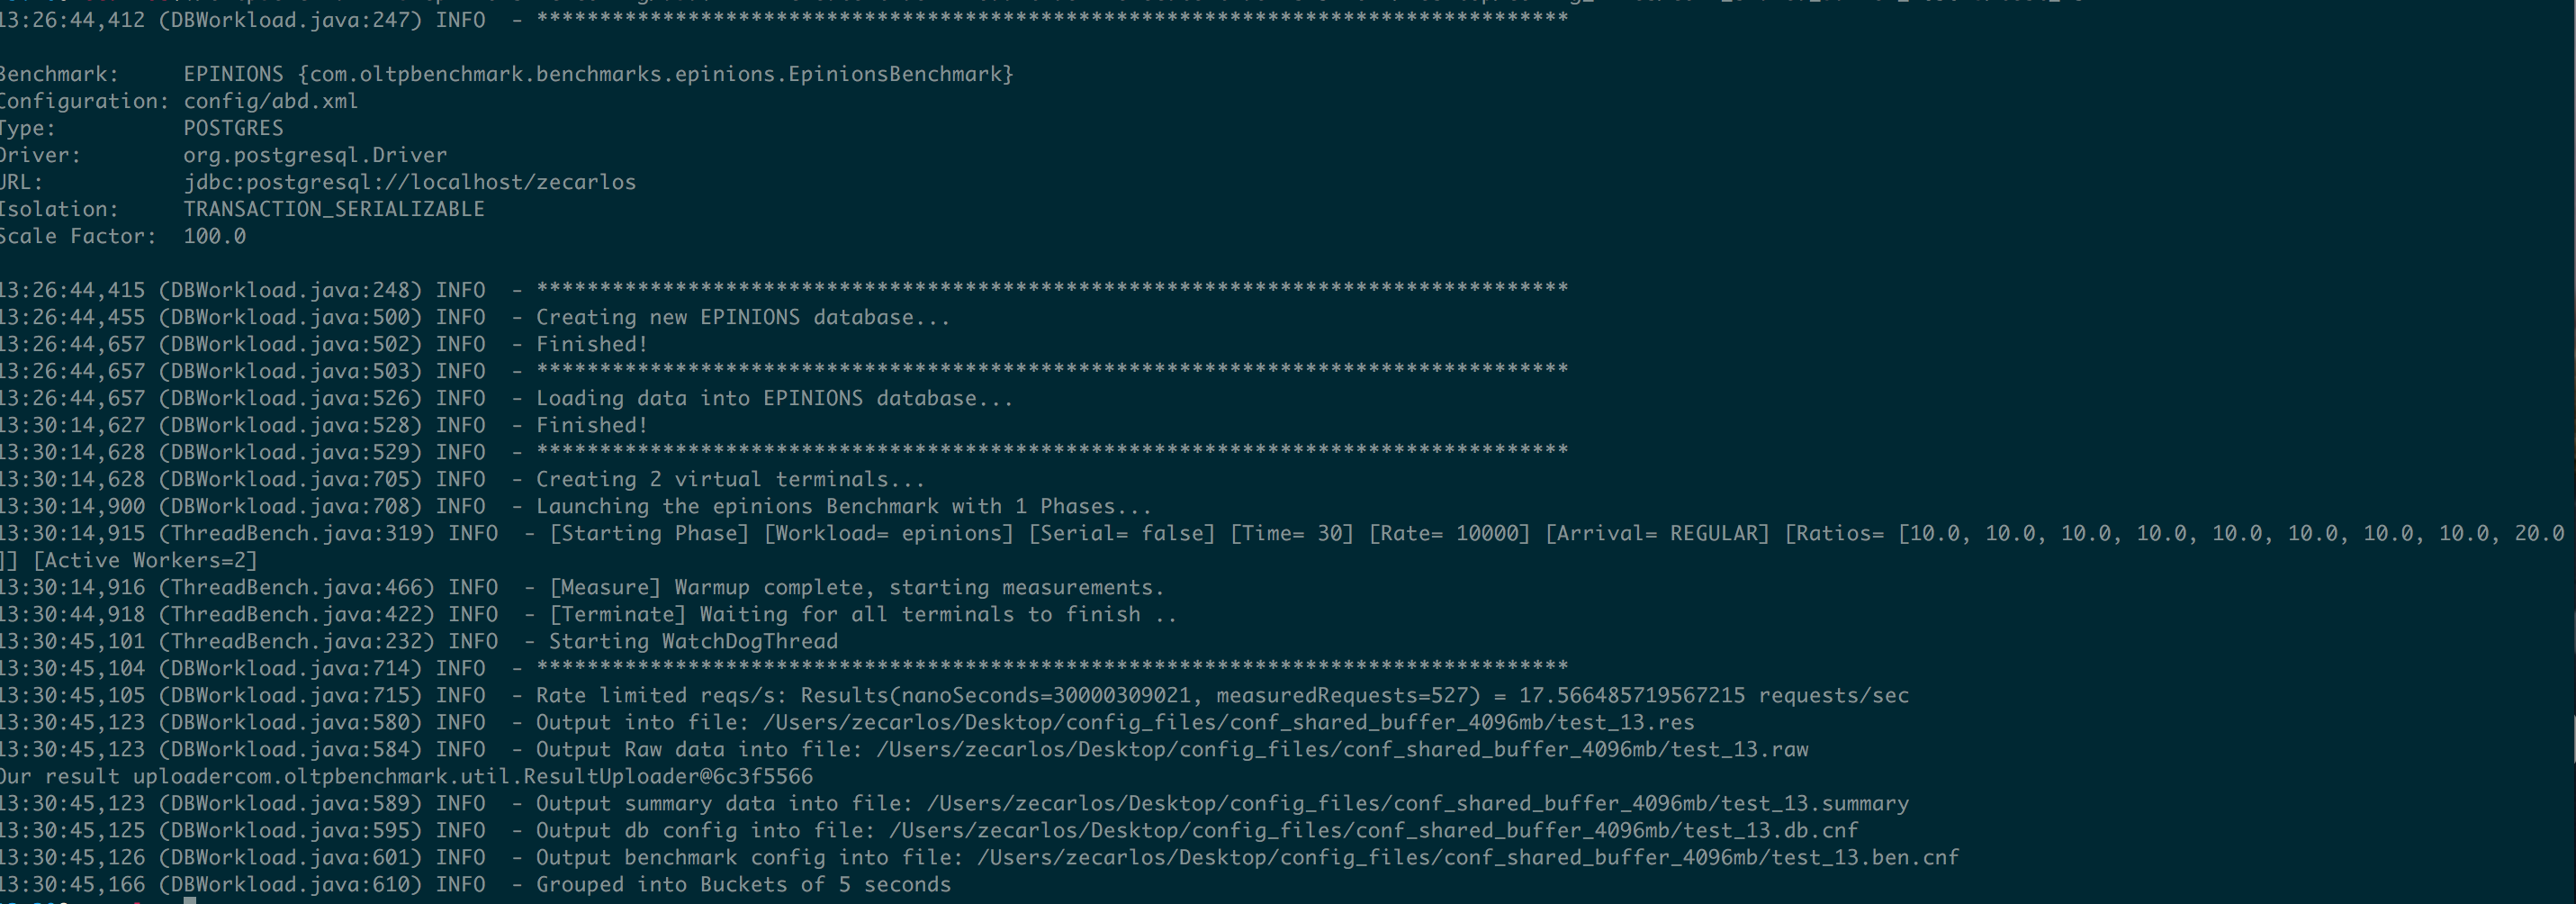 13:26:44,412 (DBWorkload.java:247) INFO  - **********************************************************************************
Benchmark:     EPINIONS {com.oltpbenchmark.benchmarks.epinions.EpinionsBenchmark}
Configuration: config/abd.xml
Type:          POSTGRES
Driver:        org.postgresql.Driver
URL:           jdbc:postgresql://localhost/zecarlos
Isolation:     TRANSACTION_SERIALIZABLE
Scale Factor:  100.0
13:26:44,415 (DBWorkload.java:248) INFO  - **********************************************************************************
13:26:44,455 (DBWorkload.java:500) INFO  - Creating new EPINIONS database...
13:26:44,657 (DBWorkload.java:502) INFO  - Finished!
13:26:44,657 (DBWorkload.java:503) INFO  - **********************************************************************************
13:26:44,657 (DBWorkload.java:526) INFO  - Loading data into EPINIONS database...
13:30:14,627 (DBWorkload.java:528) INFO  - Finished!
13:30:14,628 (DBWorkload.java:529) INFO  - **********************************************************************************
13:30:14,628 (DBWorkload.java:705) INFO  - Creating 2 virtual terminals...
13:30:14,900 (DBWorkload.java:708) INFO  - Launching the epinions Benchmark with 1 Phases...
13:30:14,915 (ThreadBench.java:319) INFO  - [Starting Phase] [Workload= epinions] [Serial= false] [Time= 30] [Rate= 10000] [Arrival= REGULAR] [Ratios= [10.0, 10.0, 10.0, 10.0, 10.0, 10.0, 10.0, 10.0, 20.0
]] [Active Workers=2]
13:30:14,916 (ThreadBench.java:466) INFO  - [Measure] Warmup complete, starting measurements.
13:30:44,918 (ThreadBench.java:422) INFO  - [Terminate] Waiting for all terminals to finish ..
13:30:45,101 (ThreadBench.java:232) INFO  - Starting WatchDogThread
13:30:45,104 (DBWorkload.java:714) INFO  - **********************************************************************************
13:30:45,105 (DBWorkload.java:715) INFO  - Rate limited reqs/s: Results(nanoSeconds=30000309021, measuredRequests=527) = 17.566485719567215 requests/sec
13:30:45,123 (DBWorkload.java:580) INFO  - Output into file: /Users/zecarlos/Desktop/config_files/conf_shared_buffer_4096mb/test_13.res
13:30:45,123 (DBWorkload.java:584) INFO  - Output Raw data into file: /Users/zecarlos/Desktop/config_files/conf_shared_buffer_4096mb/test_13.raw
Our result uploadercom.oltpbenchmark.util.ResultUploader@6c3f5566
13:30:45,123 (DBWorkload.java:589) INFO  - Output summary data into file: /Users/zecarlos/Desktop/config_files/conf_shared_buffer_4096mb/test_13.summary
13:30:45,125 (DBWorkload.java:595) INFO  - Output db config into file: /Users/zecarlos/Desktop/config_files/conf_shared_buffer_4096mb/test_13.db.cnf
13:30:45,126 (DBWorkload.java:601) INFO  - Output benchmark config into file: /Users/zecarlos/Desktop/config_files/conf_shared_buffer_4096mb/test_13.ben.cnf
13:30:45,166 (DBWorkload.java:610) INFO  - Grouped into Buckets of 5 seconds